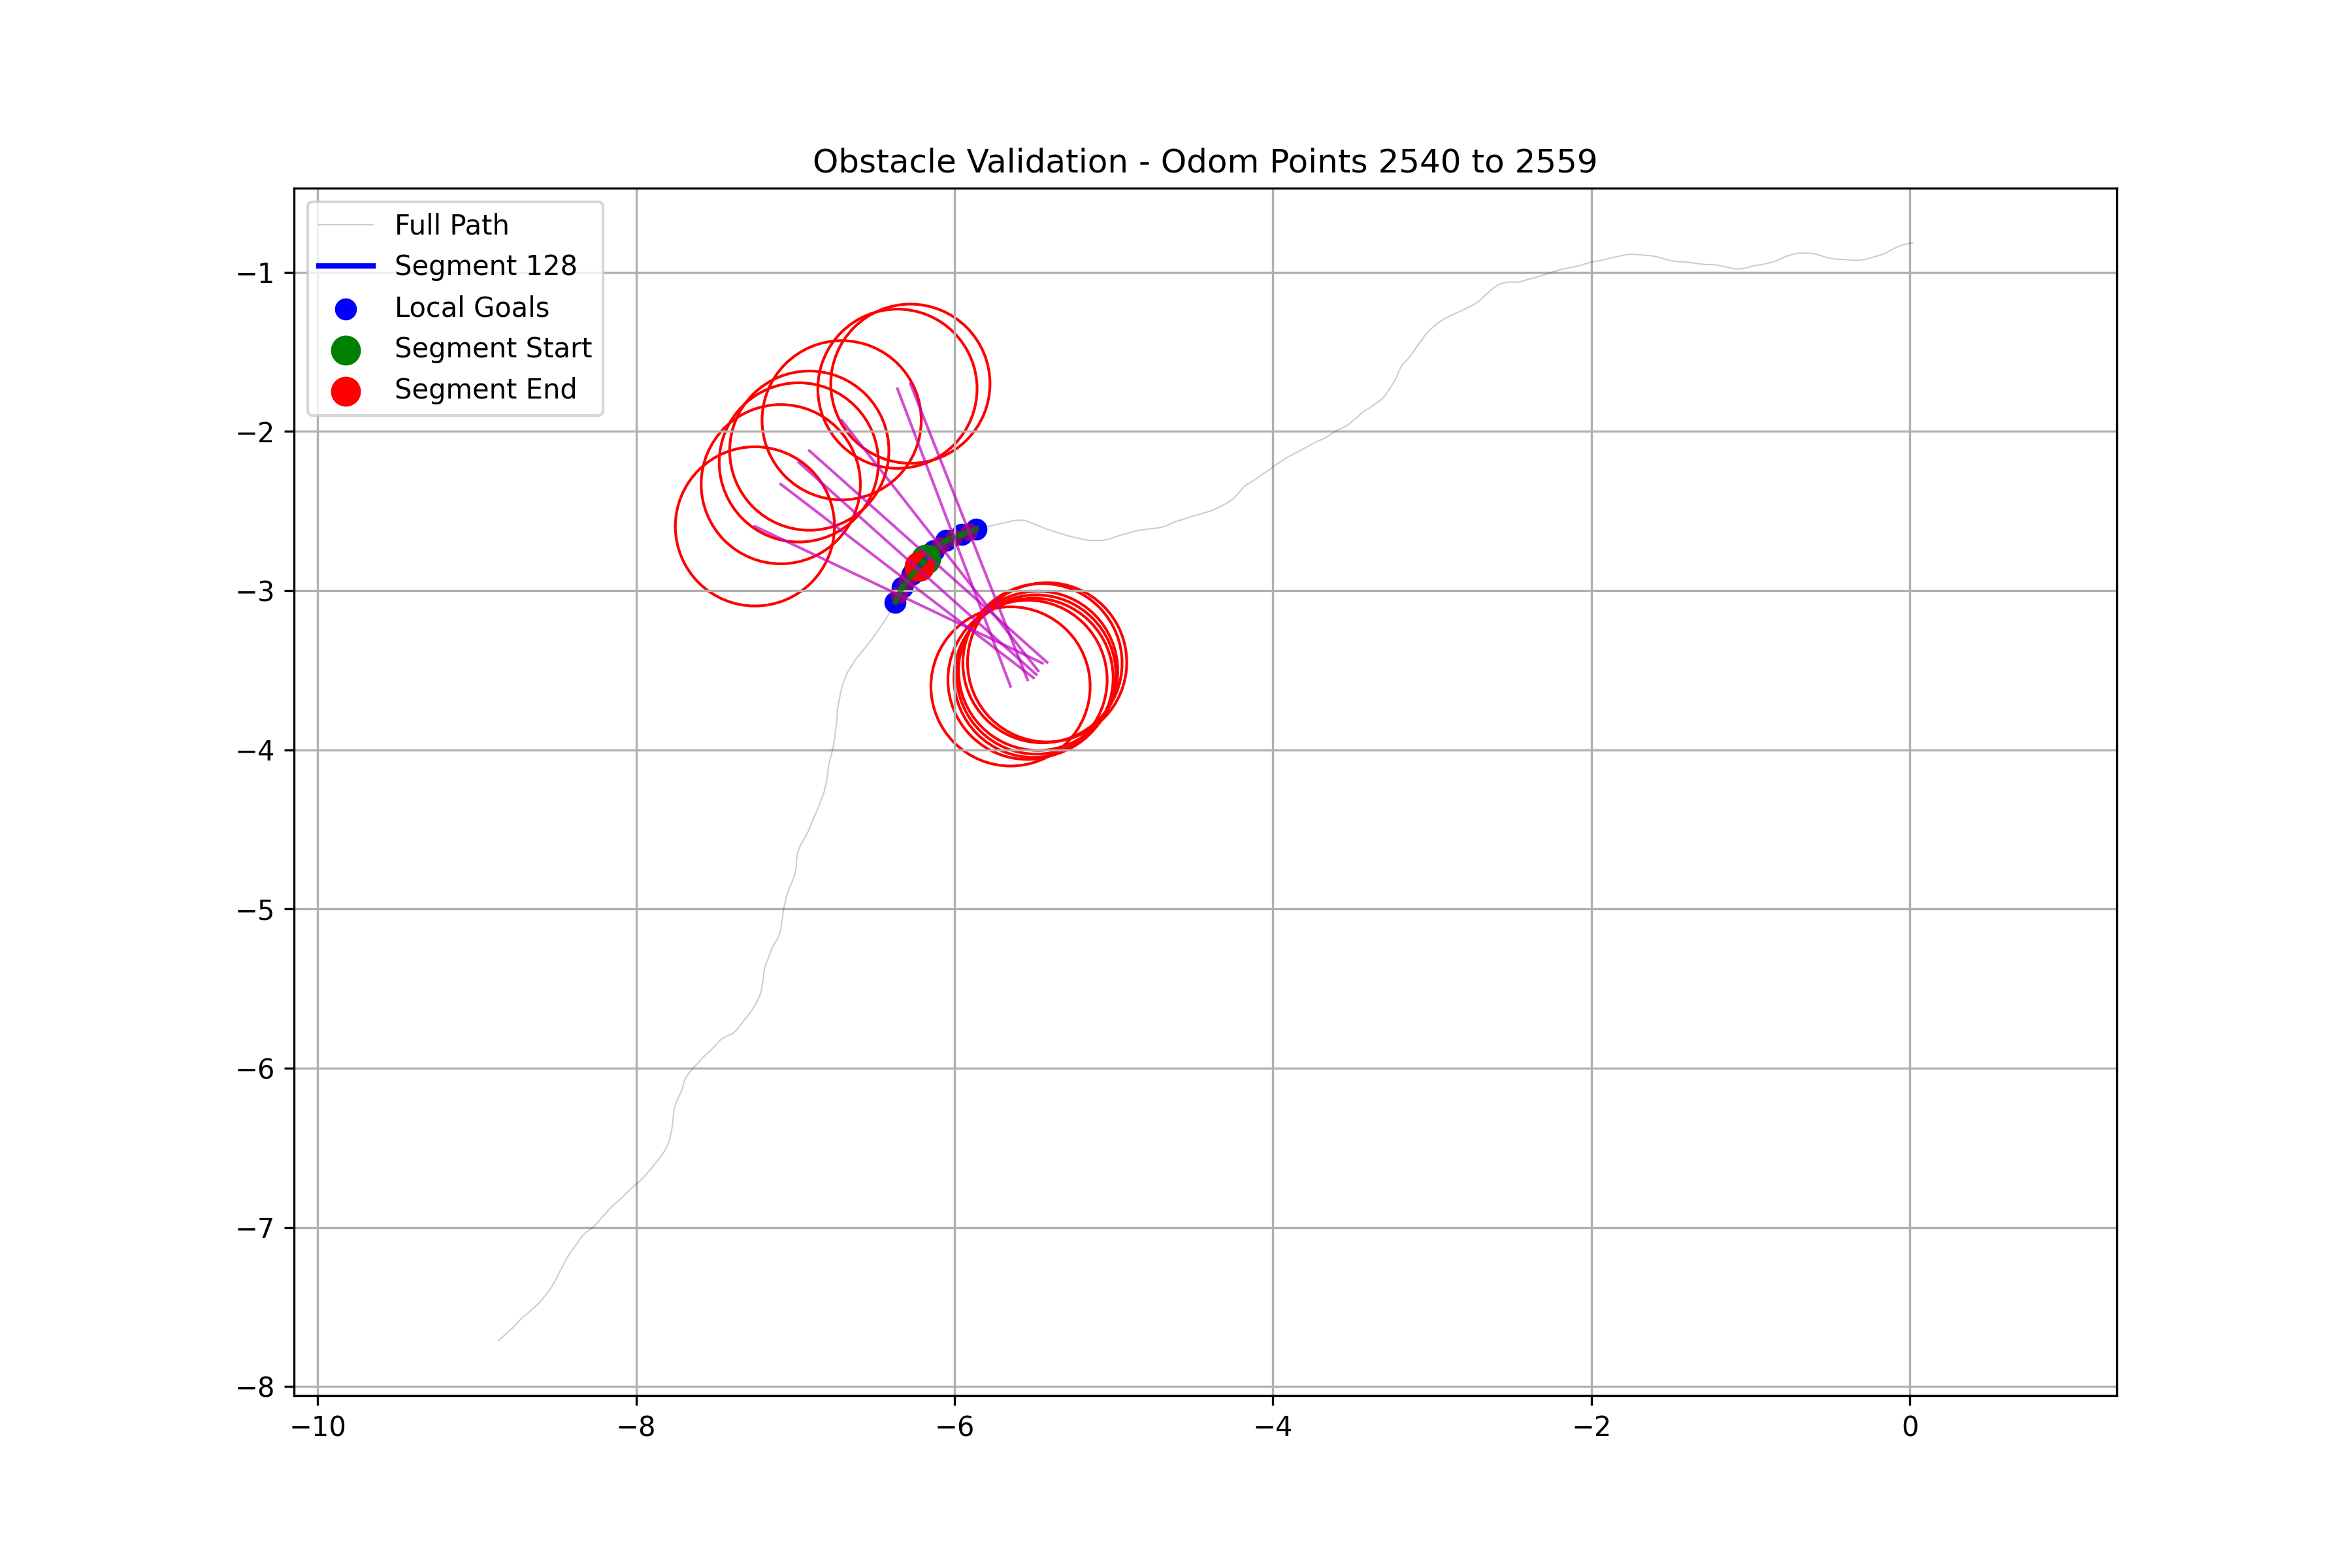 Obstacle Validation - Odom Points 2540 to 2559
Full Path
Segment 128
Local Goals
Segment Start
Segment End
−1
−2
−3
−4
−5
−6
−7
−8
−10
−8
−6
−4
−2
0